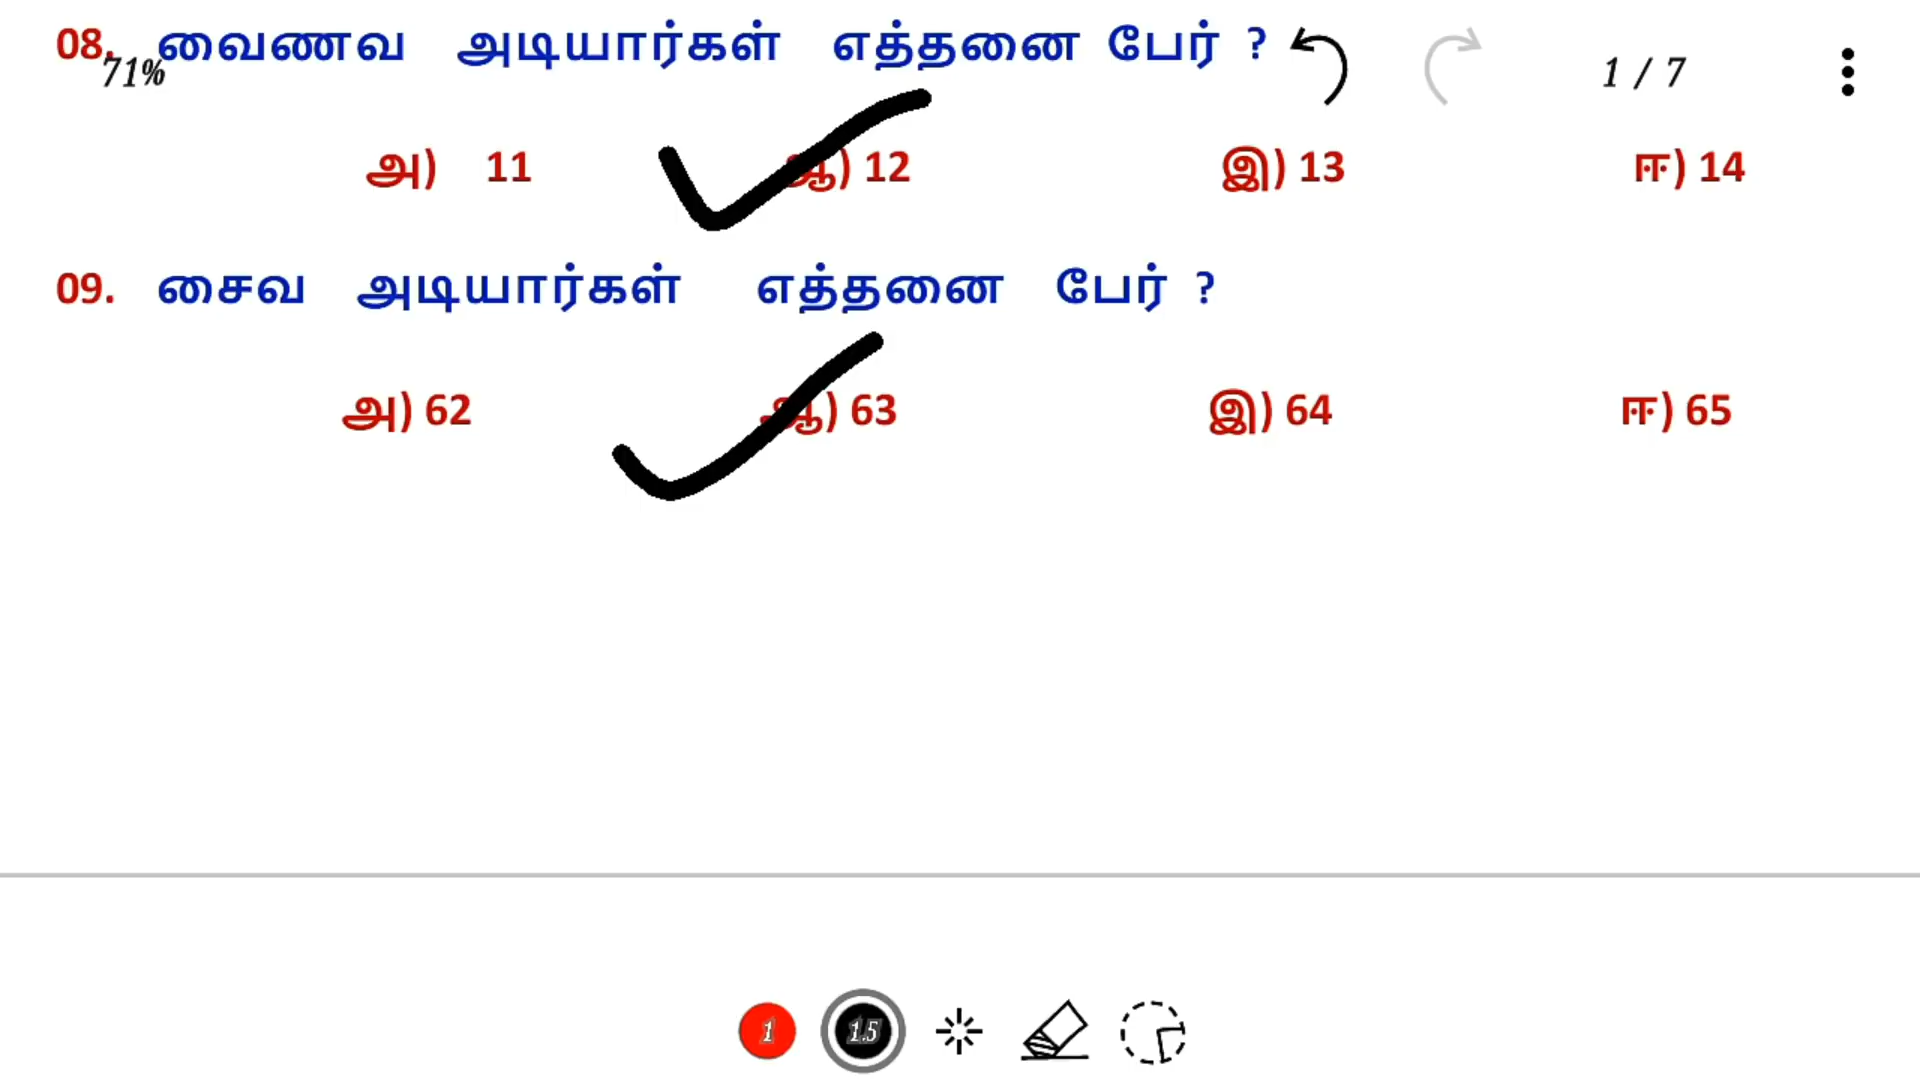 08. வைணவ அடியார்கள் எத்தனை பேர் ?
71%
1 / 7
அ) 11 ஆ) 12 இ) 13 ஈ) 14
09. சைவ அடியார்கள் எத்தனை பேர் ?
அ) 62 ஆ) 63 இ) 64 ஈ) 65
1 1.5